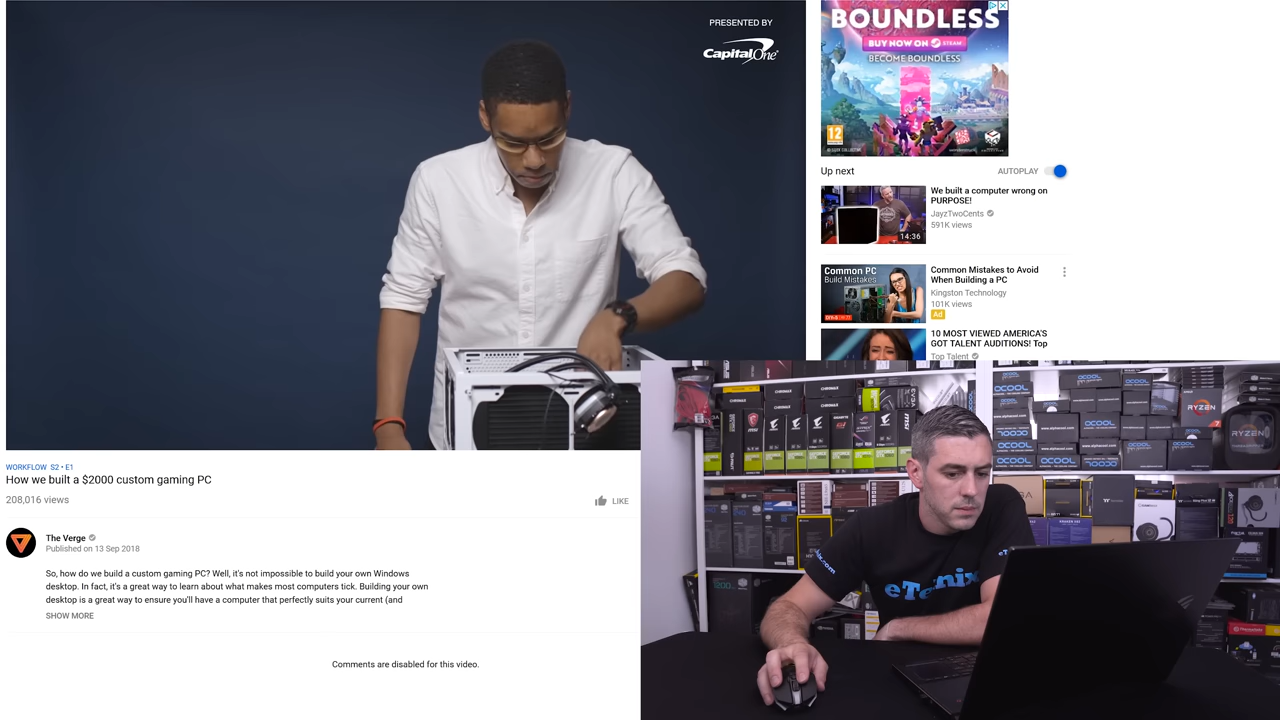 PRESENTED BY
Capital One
BOUNDLESS
BUY NOW ON STEAM
BECOME BOUNDLESS
12
Up next
AUTOPLAY
We built a computer wrong on
PURPOSE!
JayzTwoCents
591K views
14:36
Common PC
Build Mistakes
Common Mistakes to Avoid
When Building a PC
Kingston Technology
101K views
Ad
10 MOST VIEWED AMERICA'S
GOT TALENT AUDITIONS! Top
Top Talent
WORKFLOW S2 • E1
How we built a $2000 custom gaming PC
208,016 views
LIKE
The Verge
Published on 13 Sep 2018
So, how do we build a custom gaming PC? Well, it's not impossible to build your own Windows
desktop. In fact, it's a great way to learn about what makes most computers tick. Building your own
desktop is a great way to ensure you'll have a computer that perfectly suits your current (and
SHOW MORE
Comments are disabled for this video.
RYZEN
RYZEN
eTeknix